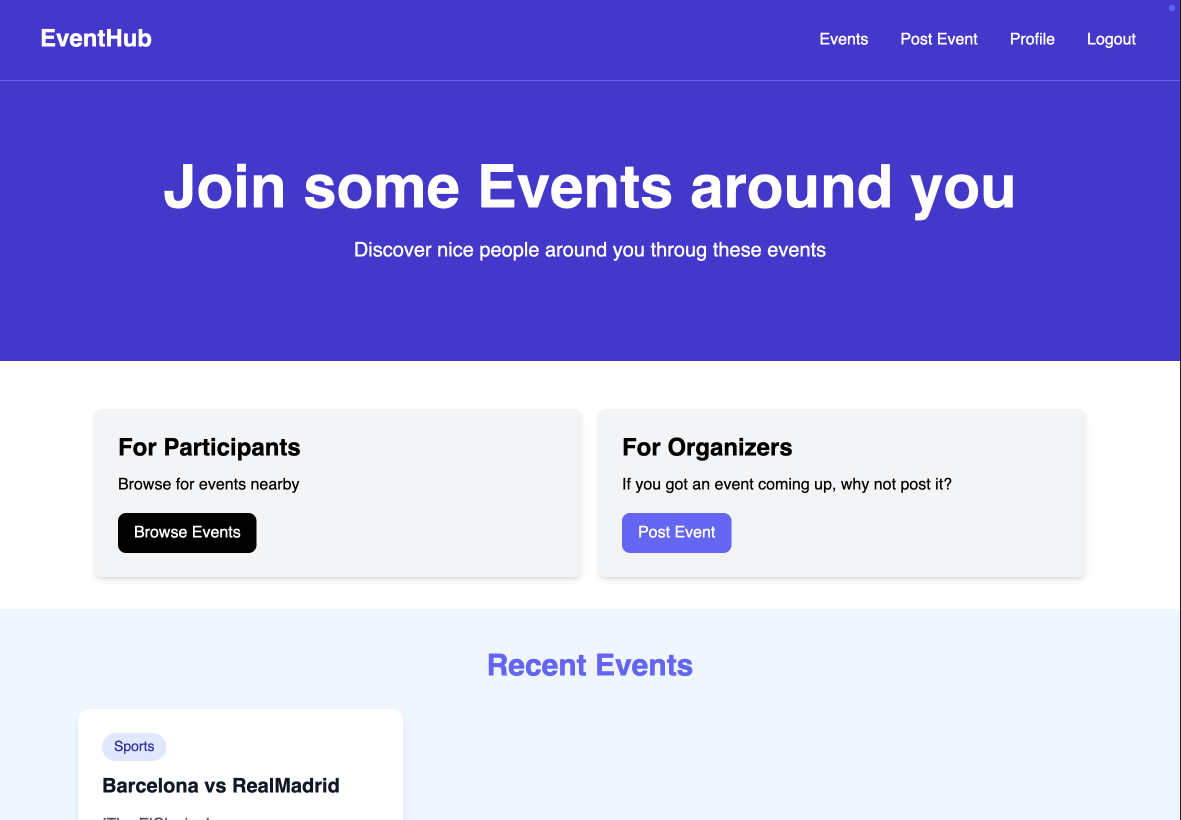 EventHub
Events Post Event Profile Logout
Join some Events around you
Discover nice people around you throug these events
For Participants
Browse for events nearby
Browse Events
For Organizers
If you got an event coming up, why not post it?
Post Event
Recent Events
Sports
Barcelona vs RealMadrid